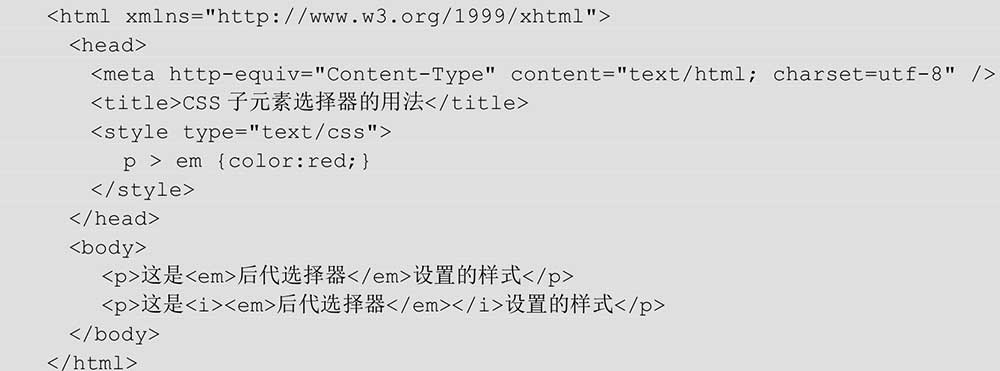 <html xmlns="http://www.w3.org/1999/xhtml">
<head>
<meta http-equiv="Content-Type" content="text/html; charset=utf-8" />
<title>CSS 子元素选择器的用法</title>
<style type="text/css">
p > em {color:red;}
</style>
</head>
<body>
<p>这是<em>后代选择器</em>设置的样式</p>
<p>这是<i><em>后代选择器</em></i>设置的样式</p>
</body>
</html>